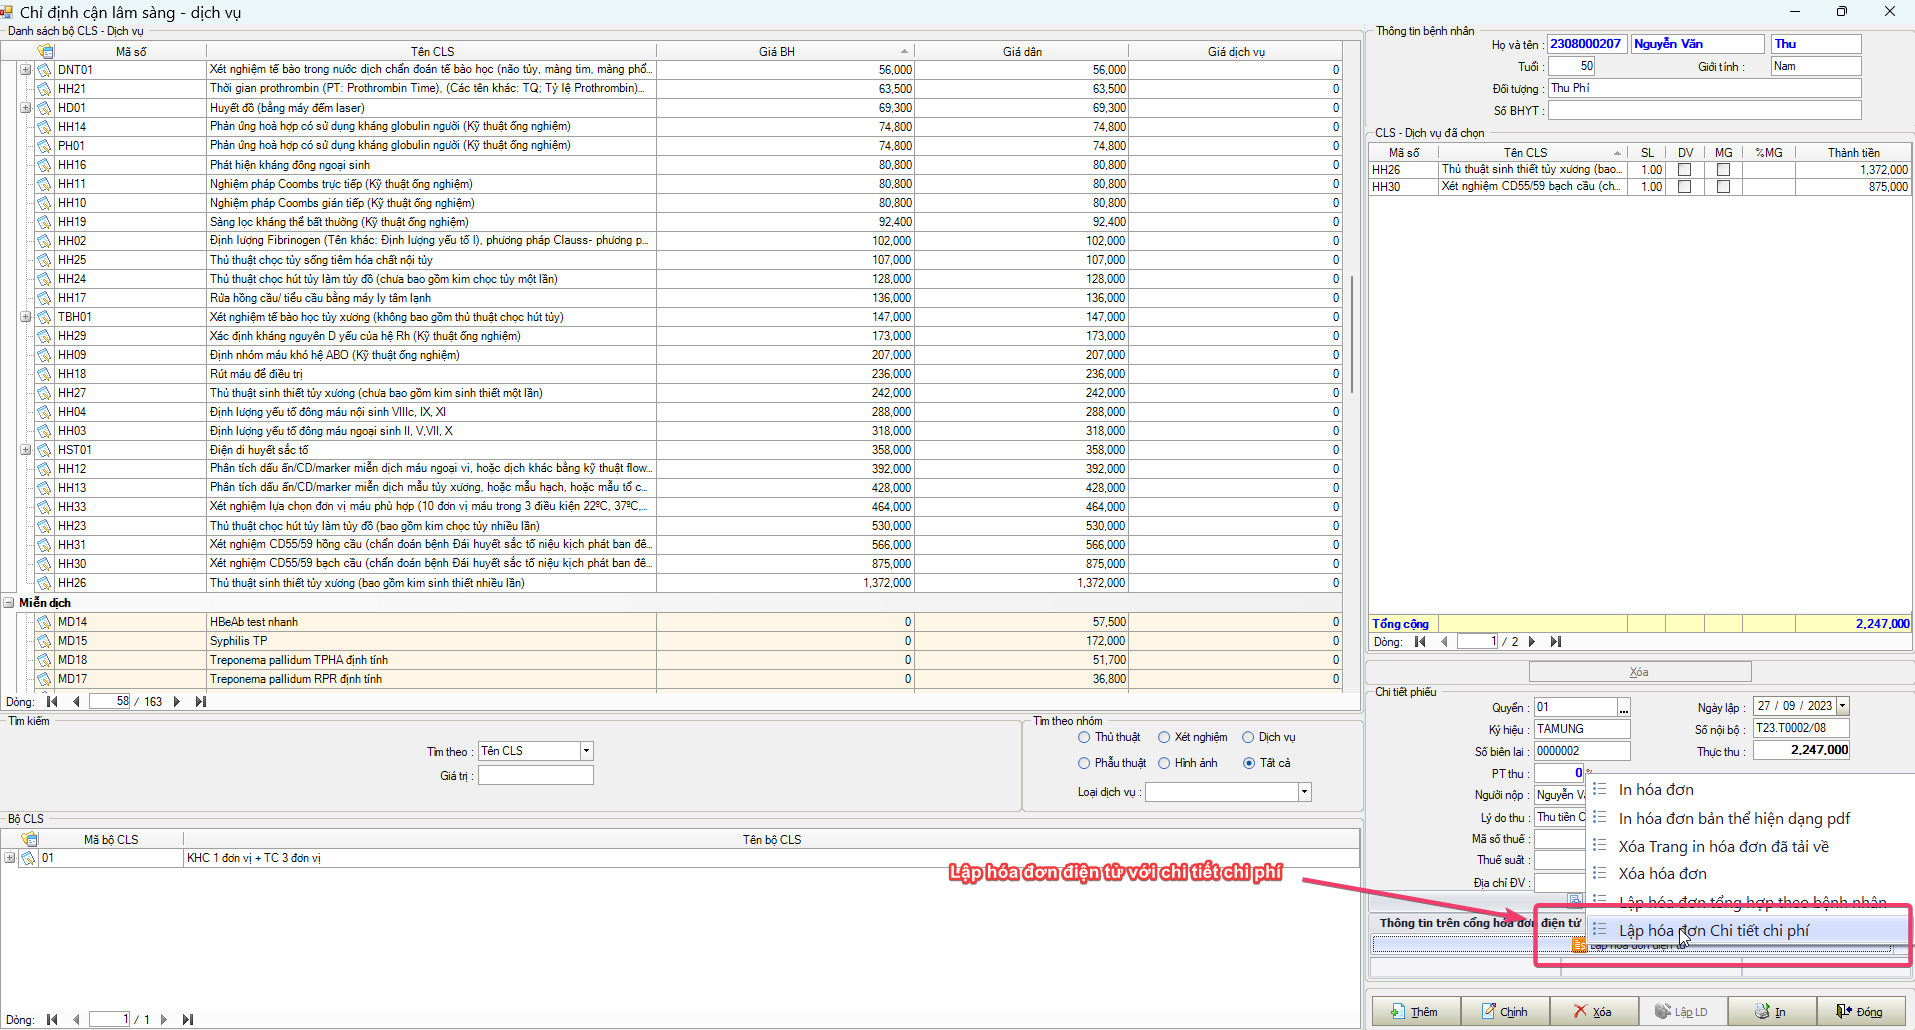 Chỉ định cận lâm sàng - dịch vụ
Danh sách bộ CLS - Dịch vụ
Mã số Tên CLS Giá BH Giá dân Giá dịch vụ
DNT01 Xét nghiệm tế bào trong nước dịch chẩn đoán tế bào học (não tủy, màng tim, màng phổ... 56,000 56,000 0
HH21 Thời gian prothrombin (PT: Prothrombin Time), (Các tên khác: TQ; Tỷ lệ Prothrombin)... 63,500 63,500 0
HD01 Huyết đồ (bằng máy đếm laser) 69,300 69,300 0
HH14 Phản ứng hoà hợp có sử dụng kháng globulin người (Kỹ thuật ống nghiệm) 74,800 74,800 0
PH01 Phản ứng hoà hợp có sử dụng kháng globulin người (Kỹ thuật ống nghiệm) 74,800 74,800 0
HH16 Phát hiện kháng đông ngoại sinh 80,800 80,800 0
HH11 Nghiệm pháp Coombs trực tiếp (Kỹ thuật ống nghiệm) 80,800 80,800 0
HH10 Nghiệm pháp Coombs gián tiếp (Kỹ thuật ống nghiệm) 80,800 80,800 0
HH19 Sàng lọc kháng thể bất thường (Kỹ thuật ống nghiệm) 92,400 92,400 0
HH02 Định lượng Fibrinogen (Tên khác: Định lượng yếu tố I), phương pháp Clauss- phương p... 102,000 102,000 0
HH25 Thủ thuật chọc tủy sống tiêm hóa chất nội tủy 107,000 107,000 0
HH24 Thủ thuật chọc hút tủy làm tủy đồ (chưa bao gồm kim chọc tủy một lần) 128,000 128,000 0
HH17 Rửa hồng cầu/ tiểu cầu bằng máy ly tâm lạnh 136,000 136,000 0
TBH01 Xét nghiệm tế bào học tủy xương (không bao gồm thủ thuật chọc hút tủy) 147,000 147,000 0
HH29 Xác định kháng nguyên D yếu của hệ Rh (Kỹ thuật ống nghiệm) 173,000 173,000 0
HH09 Định nhóm máu khó hệ ABO (Kỹ thuật ống nghiệm) 207,000 207,000 0
HH18 Rút máu để điều trị 236,000 236,000 0
HH27 Thủ thuật sinh thiết tủy xương (chưa bao gồm kim sinh thiết một lần) 242,000 242,000 0
HH04 Định lượng yếu tố đông máu nội sinh VIIIc, IX, XI 288,000 288,000 0
HH03 Định lượng yếu tố đông máu ngoại sinh II, V,VII, X 318,000 318,000 0
HST01 Điện di huyết sắc tố 358,000 358,000 0
HH12 Phân tích dấu ấn/CD/marker miễn dịch máu ngoại vi, hoặc dịch khác bằng kỹ thuật flow... 392,000 392,000 0
HH13 Phân tích dấu ấn/CD/marker miễn dịch mẫu tủy xương, hoặc mẫu hạch, hoặc mẫu tổ c... 428,000 428,000 0
HH33 Xét nghiệm lựa chọn đơn vị máu phù hợp (10 đơn vị máu trong 3 điều kiện 22ºC, 37ºC,... 464,000 464,000 0
HH23 Thủ thuật chọc hút tủy làm tủy đồ (bao gồm kim chọc tủy nhiều lần) 530,000 530,000 0
HH31 Xét nghiệm CD55/59 hồng cầu (chẩn đoán bệnh Đái huyết sắc tố niệu kịch phát ban đê... 566,000 566,000 0
HH30 Xét nghiệm CD55/59 bạch cầu (chẩn đoán bệnh Đái huyết sắc tố niệu kịch phát ban đê... 875,000 875,000 0
HH26 Thủ thuật sinh thiết tủy xương (bao gồm kim sinh thiết nhiều lần) 1,372,000 1,372,000 0
Miễn dịch
MD14 HBeAb test nhanh 0 57,500 0
MD15 Syphilis TP 0 172,000 0
MD18 Treponema pallidum TPHA định tính 0 51,700 0
MD17 Treponema pallidum RPR định tính 0 36,800 0
Dòng: 58 / 163
Tìm kiếm
Tìm theo : Tên CLS
Giá trị :
Tìm theo nhóm
Thủ thuật Xét nghiệm Dịch vụ
Phẫu thuật Hình ảnh Tất cả
Loại dịch vụ :
Bộ CLS
Mã bộ CLS Tên bộ CLS
01 KHC 1 đơn vị + TC 3 đơn vị
Dòng: 1 / 1
Lập hóa đơn điện tử với chi tiết chi phí
Thông tin bệnh nhân
Họ và tên : 2308000207 Nguyễn Văn Thu
Tuổi : 50 Giới tính : Nam
Đối tượng : Thu Phí
Số BHYT :
CLS - Dịch vụ đã chọn
Mã số Tên CLS SL DV MG %MG Thành tiền
HH26 Thủ thuật sinh thiết tủy xương (bao... 1.00 1,372,000
HH30 Xét nghiệm CD55/59 bạch cầu (ch... 1.00 875,000
Tổng cộng 2,247,000
Dòng: 1 / 2
Xóa
Chi tiết phiếu
Quyển : 01 ... Ngày lập : 27 / 09 / 2023
Ký hiệu : TAMUNG Số nội bộ : T23.T0002/08
Số biên lai : 0000002 Thực thu : 2,247,000
PT thu : 0 %
Người nộp : Nguyễn V
Lý do thu : Thu tiền C
Mã số thuế :
Thuế suất :
Địa chỉ ĐV :
In hóa đơn
In hóa đơn bản thể hiện dạng pdf
Xóa Trang in hóa đơn đã tải về
Xóa hóa đơn
Lập hóa đơn tổng hợp theo bệnh nhân
Lập hóa đơn Chi tiết chi phí
Thông tin trên cổng hóa đơn điện tử
Lập hóa đơn điện tử
Thêm Chỉnh Xóa Lập LD In Đóng